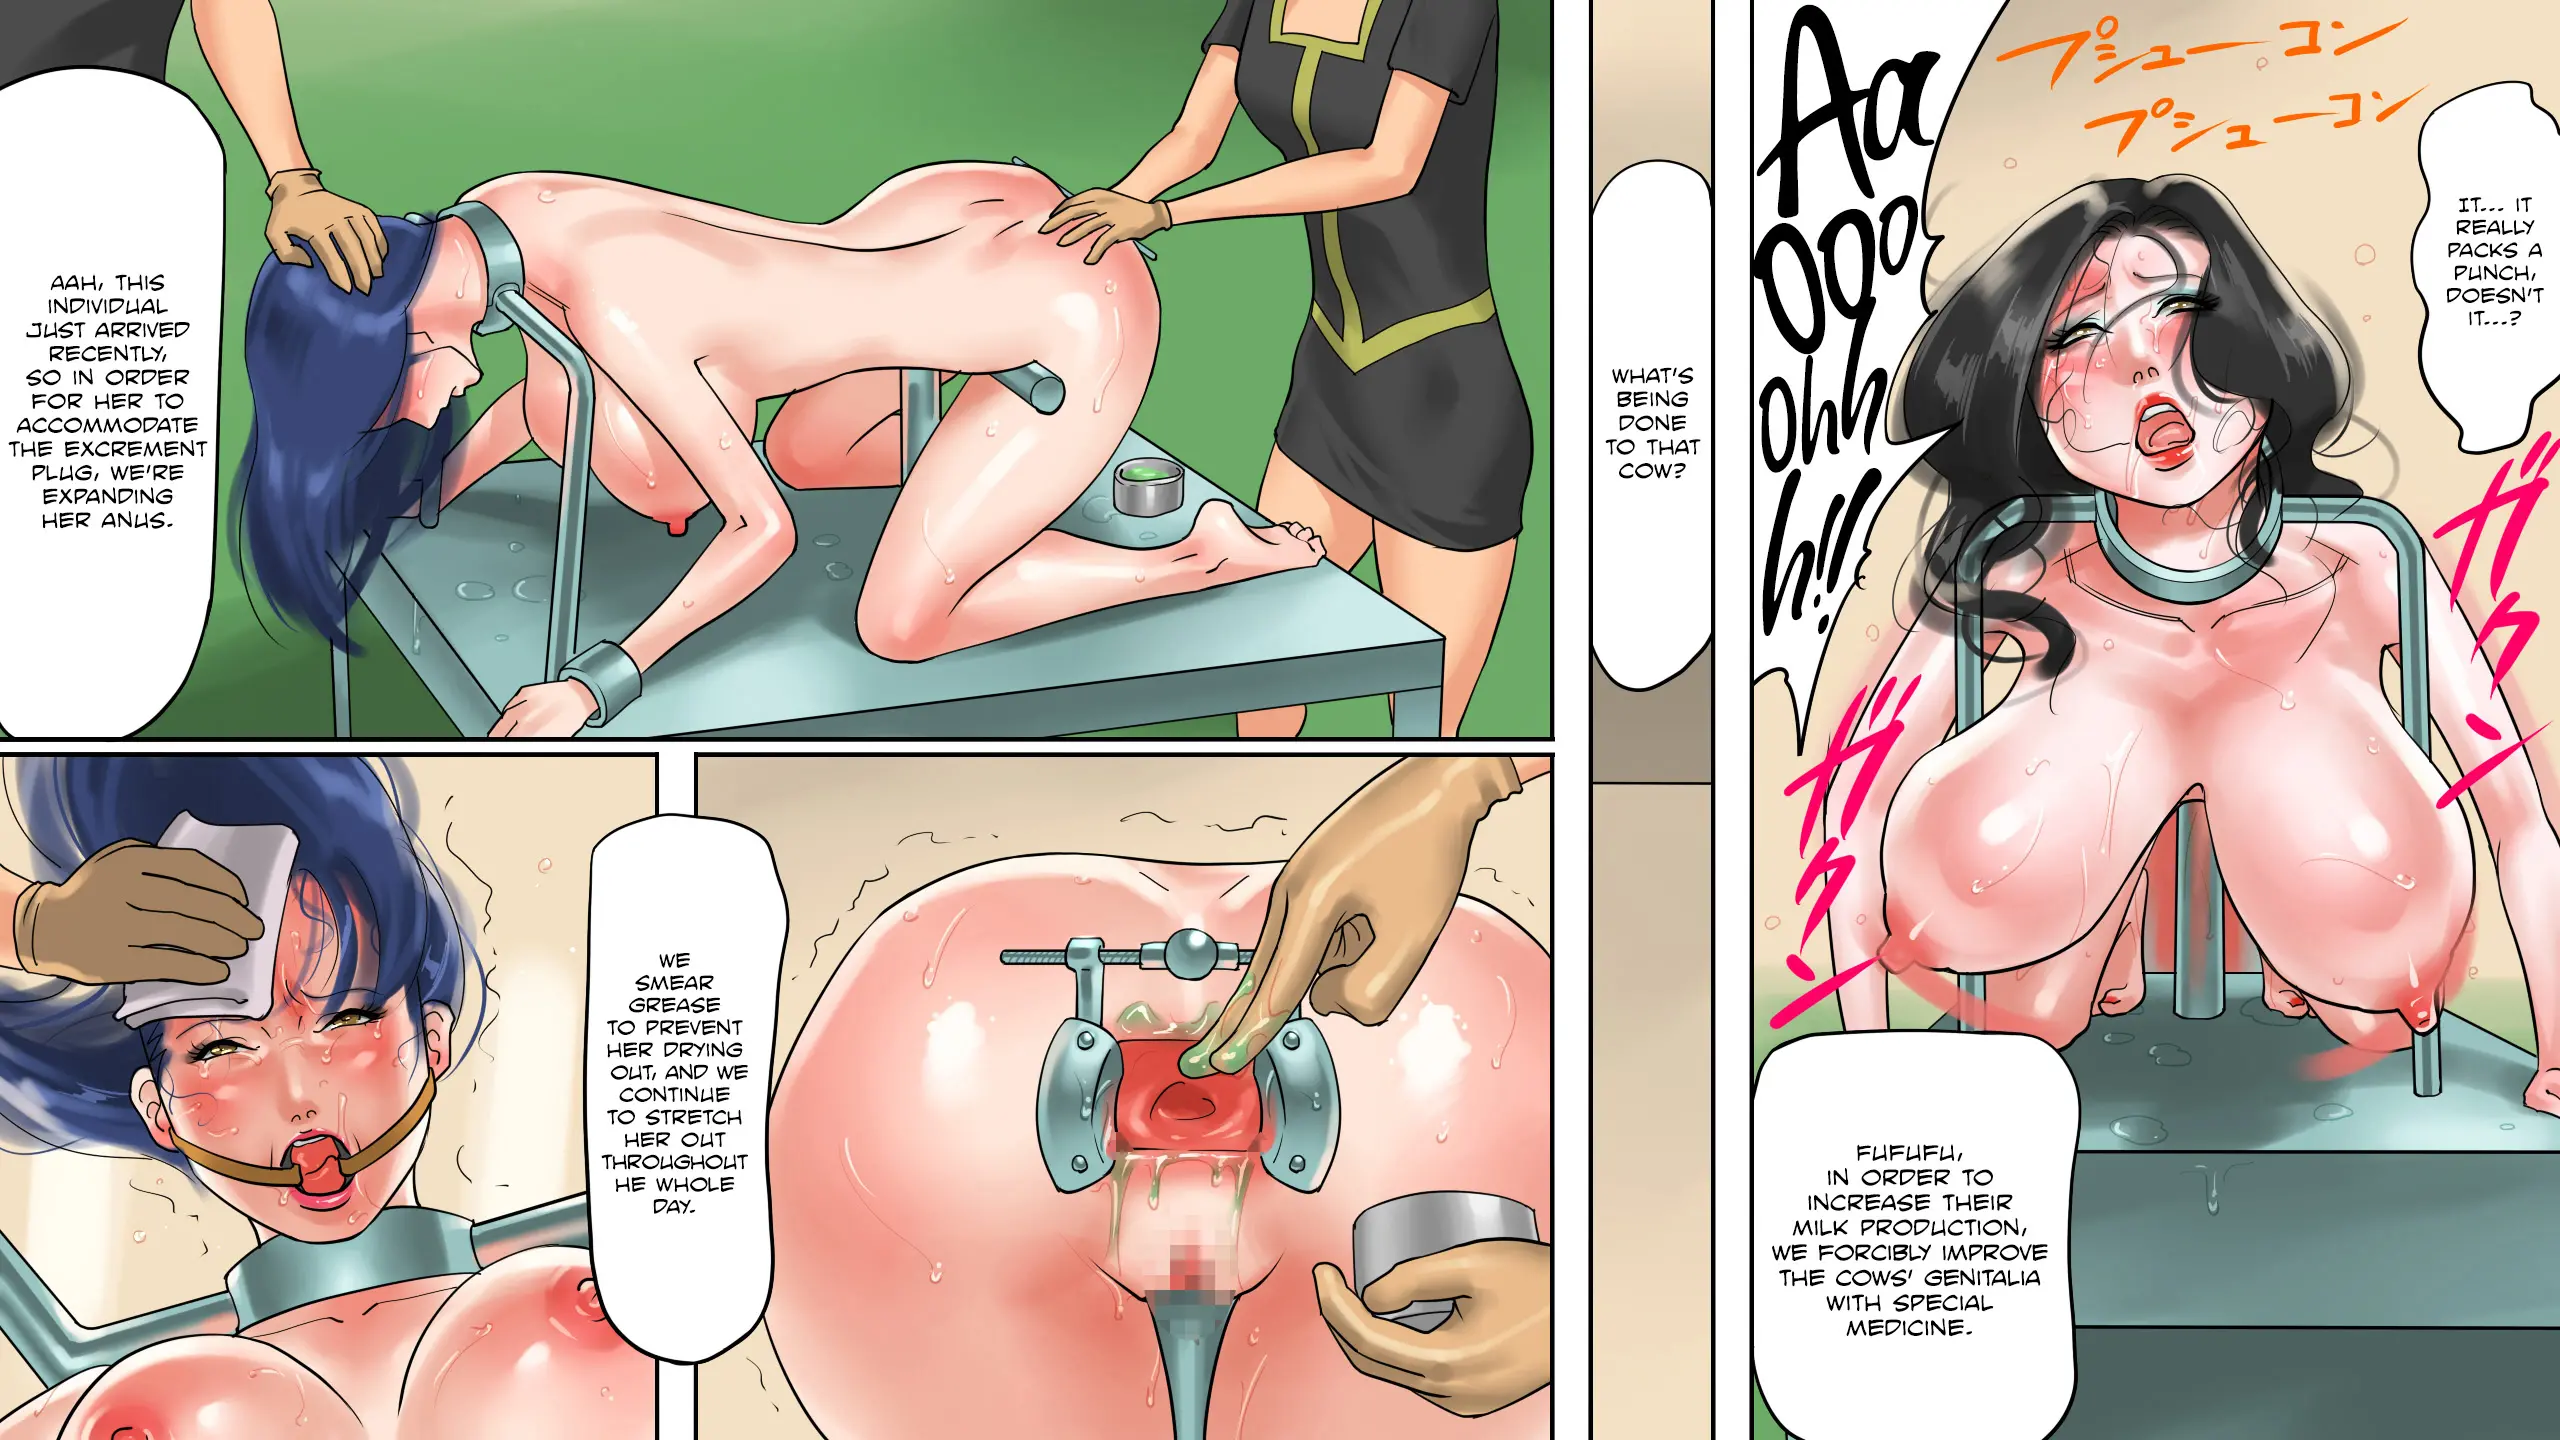 Aa
OOO
Ohh
h!!
プシューコン
プシューコン
IT... IT
REALLY
PACKS A
PUNCH,
DOESN'T
IT...?
ガクン
ガクン
FUFUFU,
IN ORDER TO
INCREASE THEIR
MILK PRODUCTION,
WE FORCIBLY IMPROVE
THE COWS' GENITALIA
WITH SPECIAL
MEDICINE.
WHAT'S
BEING
DONE
TO THAT
COW?
AAH, THIS
INDIVIDUAL
JUST ARRIVED
RECENTLY,
SO IN ORDER
FOR HER TO
ACCOMMODATE
THE EXCREMENT
PLUG, WE'RE
EXPANDING
HER ANUS.
WE
SMEAR
GREASE
TO PREVENT
HER DRYING
OUT, AND WE
CONTINUE
TO STRETCH
HER OUT
THROUGHOUT
HE WHOLE
DAY.